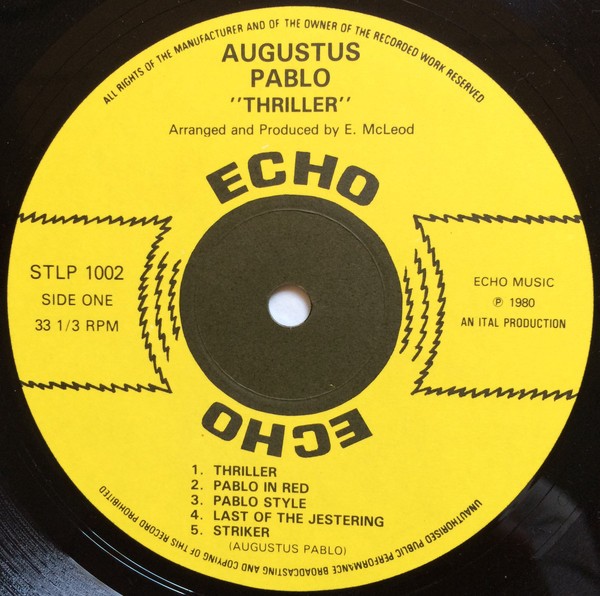 ALL RIGHTS OF THE MANUFACTURER AND OF THE OWNER OF THE RECORDED WORK RESERVED
AUGUSTUS
PABLO
"THRILLER"
Arranged and Produced by E. McLeod
ECHO
STLP 1002
SIDE ONE
33 1/3 RPM
ECHO MUSIC
℗ 1980
AN ITAL PRODUCTION
ECHO
1. THRILLER
2. PABLO IN RED
3. PABLO STYLE
4. LAST OF THE JESTERING
5. STRIKER
(AUGUSTUS PABLO)
UNAUTHORISED PUBLIC PERFORMANCE BROADCASTING AND COPYING OF THIS RECORD PROHIBITED